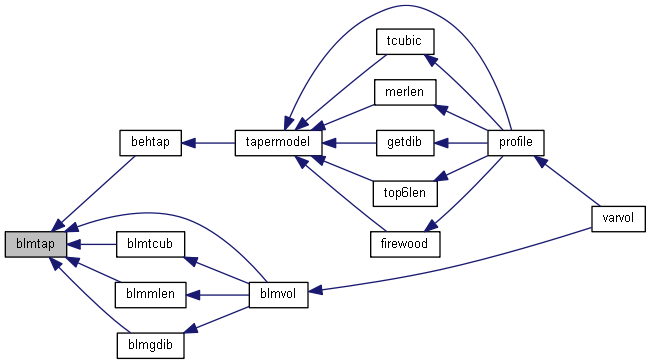 tcubic
merlen
behtap
tapermodel
getdib
profile
top6len
varvol
blmtap
blmtcub
firewood
blmmlen
blmvol
blmgdib